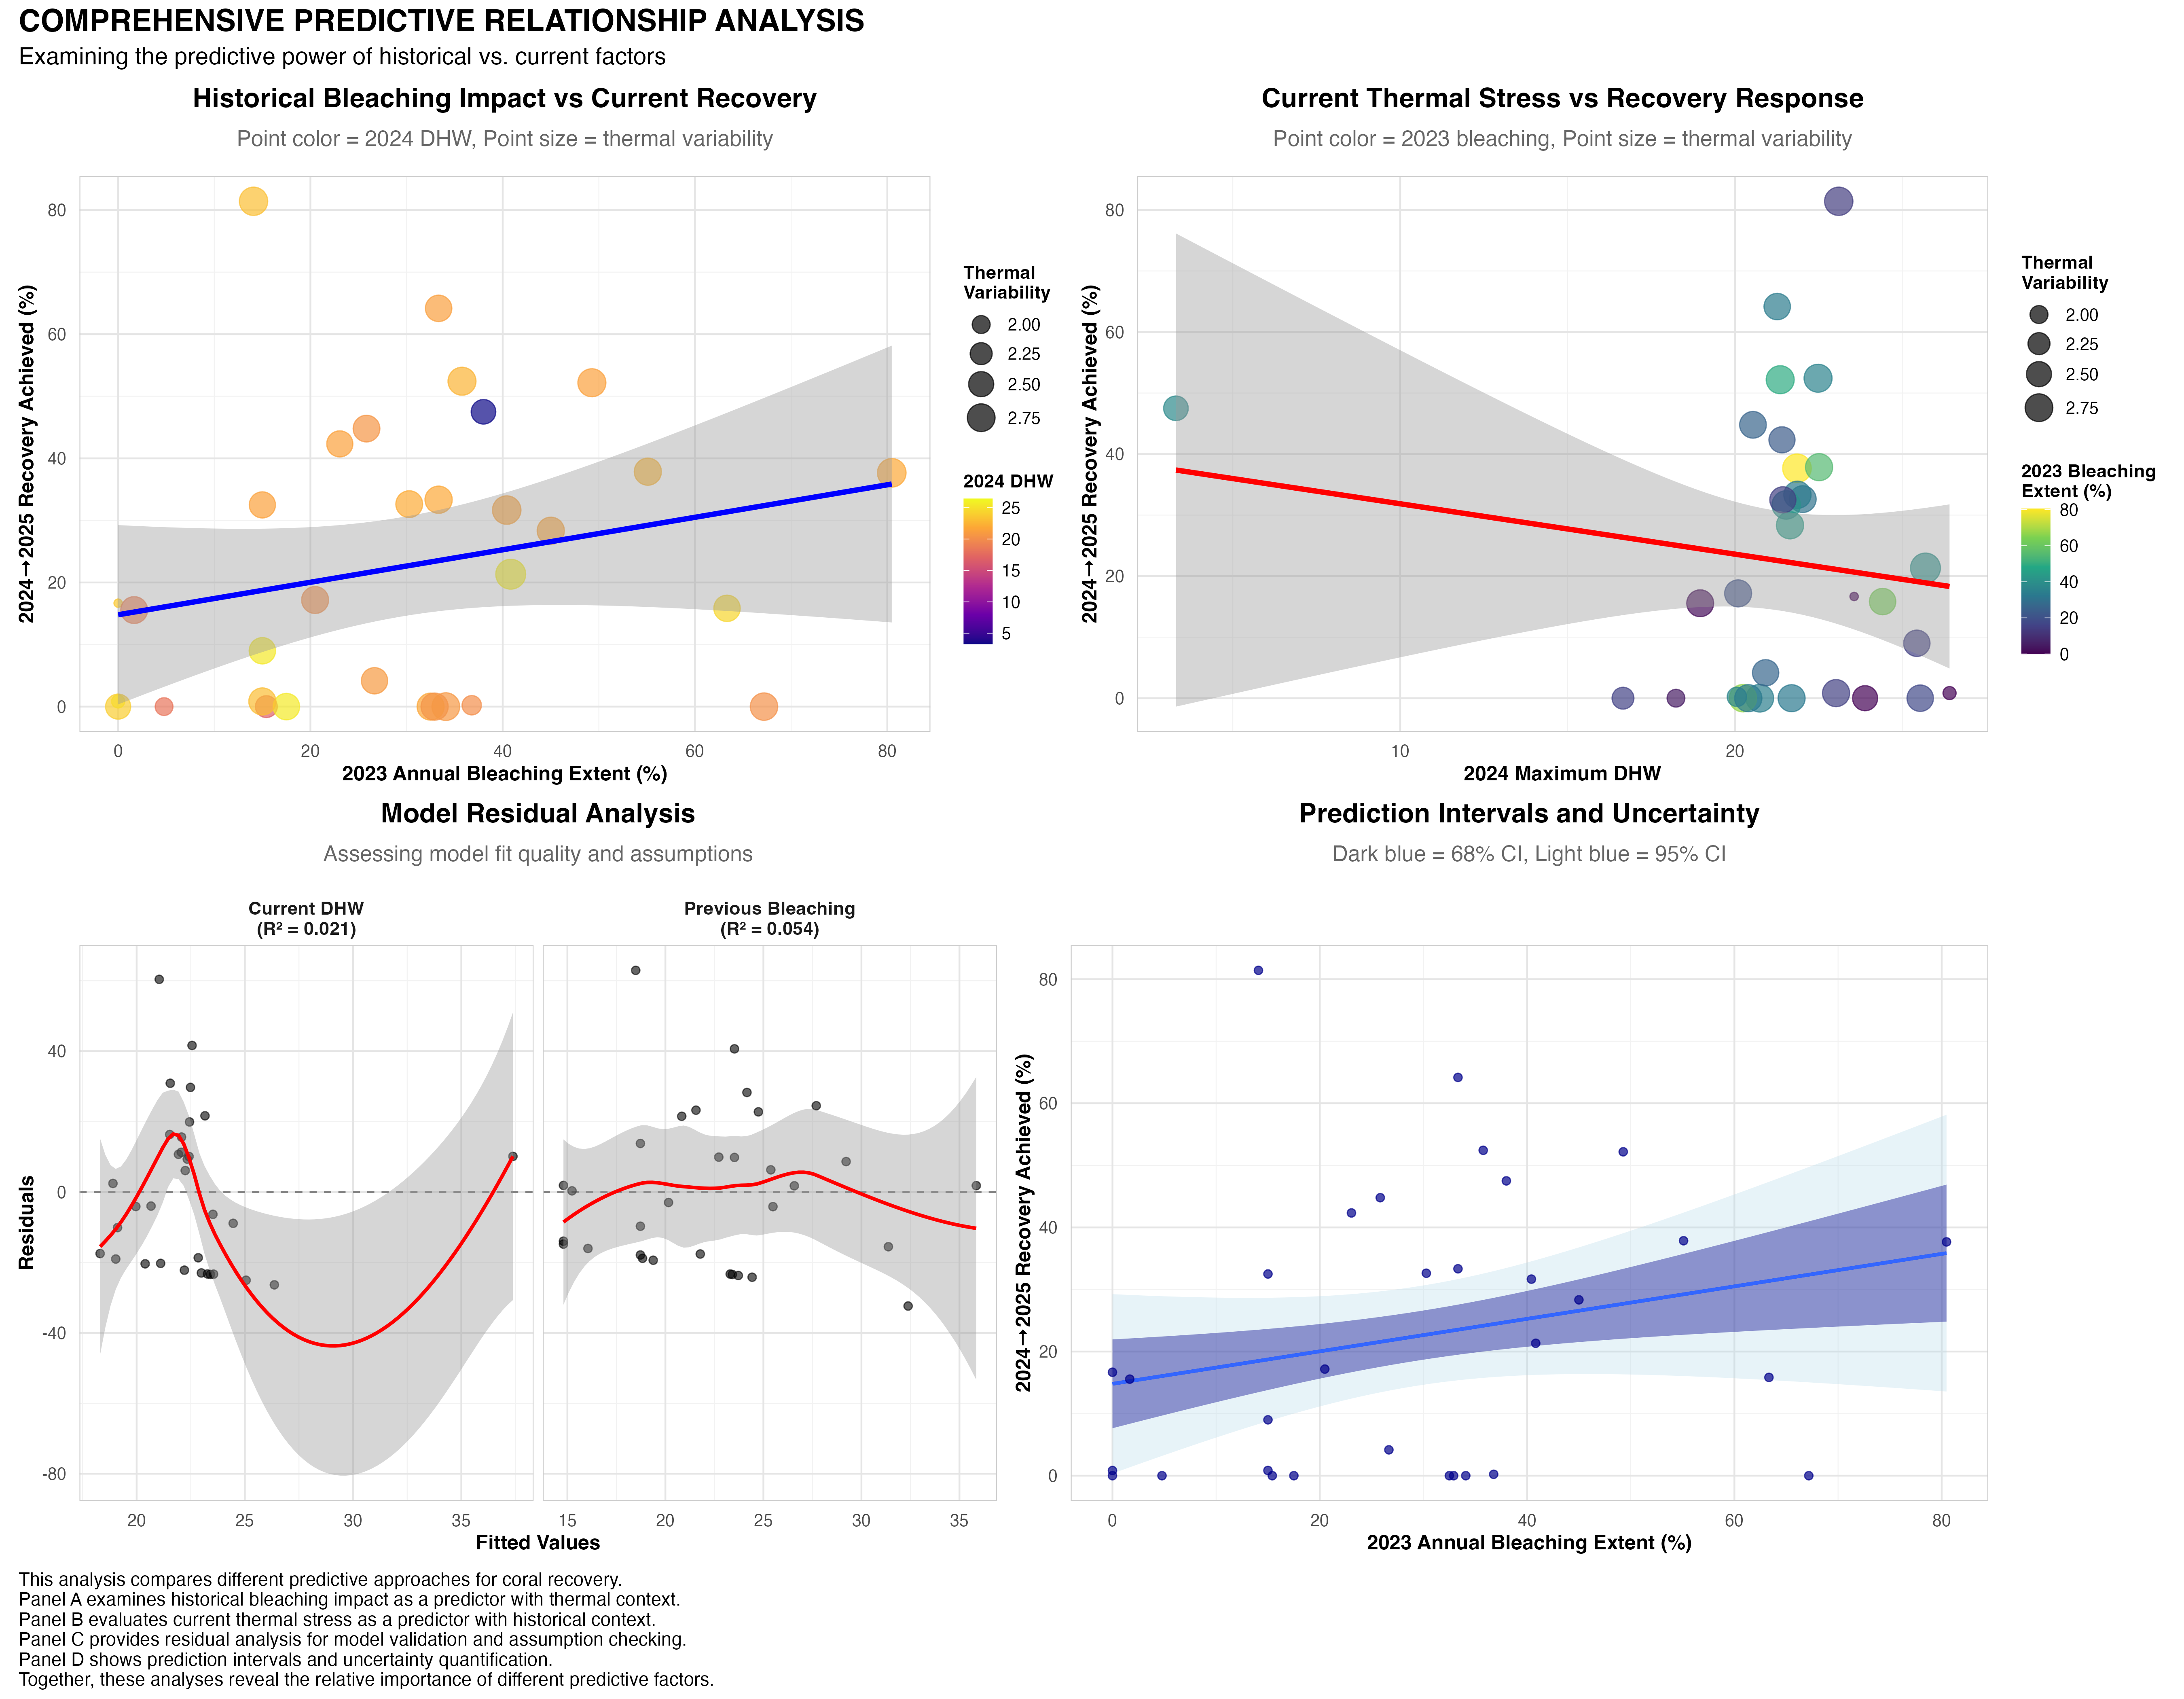 COMPREHENSIVE PREDICTIVE RELATIONSHIP ANALYSIS
Examining the predictive power of historical vs. current factors
Historical Bleaching Impact vs Current Recovery
Point color = 2024 DHW, Point size = thermal variability
2024→2025 Recovery Achieved (%)
80
60
40
20
0
0 20 40 60 80
2023 Annual Bleaching Extent (%)
Thermal
Variability
2.00
2.25
2.50
2.75
2024 DHW
25
20
15
10
5
Current Thermal Stress vs Recovery Response
Point color = 2023 bleaching, Point size = thermal variability
2024→2025 Recovery Achieved (%)
80
60
40
20
0
10 20
2024 Maximum DHW
Thermal
Variability
2.00
2.25
2.50
2.75
2023 Bleaching
Extent (%)
80
60
40
20
0
Model Residual Analysis
Assessing model fit quality and assumptions
Current DHW
(R² = 0.021)
Previous Bleaching
(R² = 0.054)
Residuals
40
0
-40
-80
20 25 30 35
15 20 25 30 35
Fitted Values
Prediction Intervals and Uncertainty
Dark blue = 68% CI, Light blue = 95% CI
2024→2025 Recovery Achieved (%)
80
60
40
20
0
0 20 40 60 80
2023 Annual Bleaching Extent (%)
This analysis compares different predictive approaches for coral recovery.
Panel A examines historical bleaching impact as a predictor with thermal context.
Panel B evaluates current thermal stress as a predictor with historical context.
Panel C provides residual analysis for model validation and assumption checking.
Panel D shows prediction intervals and uncertainty quantification.
Together, these analyses reveal the relative importance of different predictive factors.